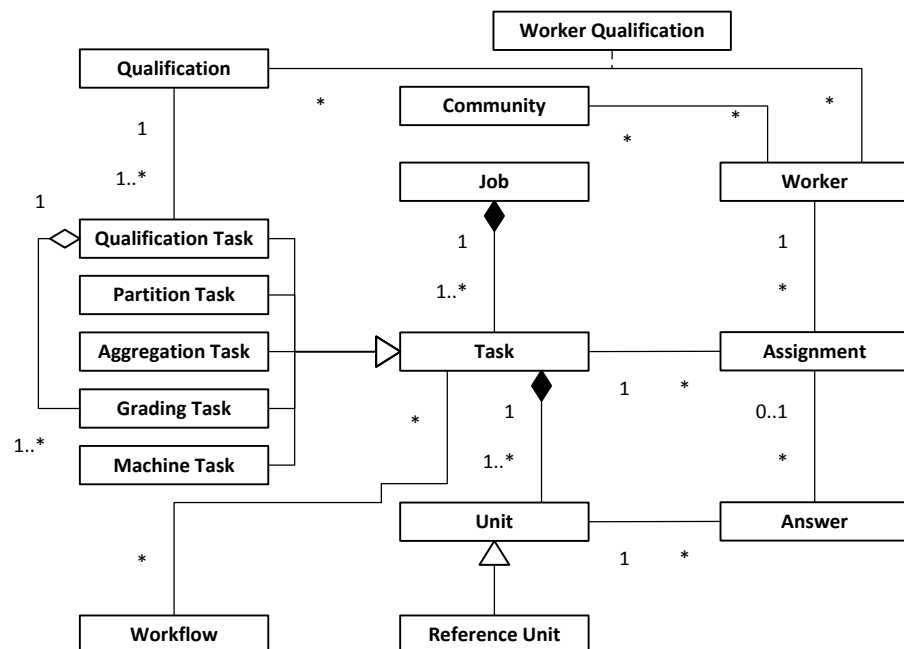 Worker Qualification
Qualification
*
*
Community
*
*
1
1..*
Job
Worker
1
Qualification Task
1
1
Partition Task
1..*
*
Aggregation Task
Task
Assignment
1
*
Grading Task
*
1
0..1
1..*
Machine Task
1..*
*
Unit
Answer
*
1
*
Workflow
Reference Unit